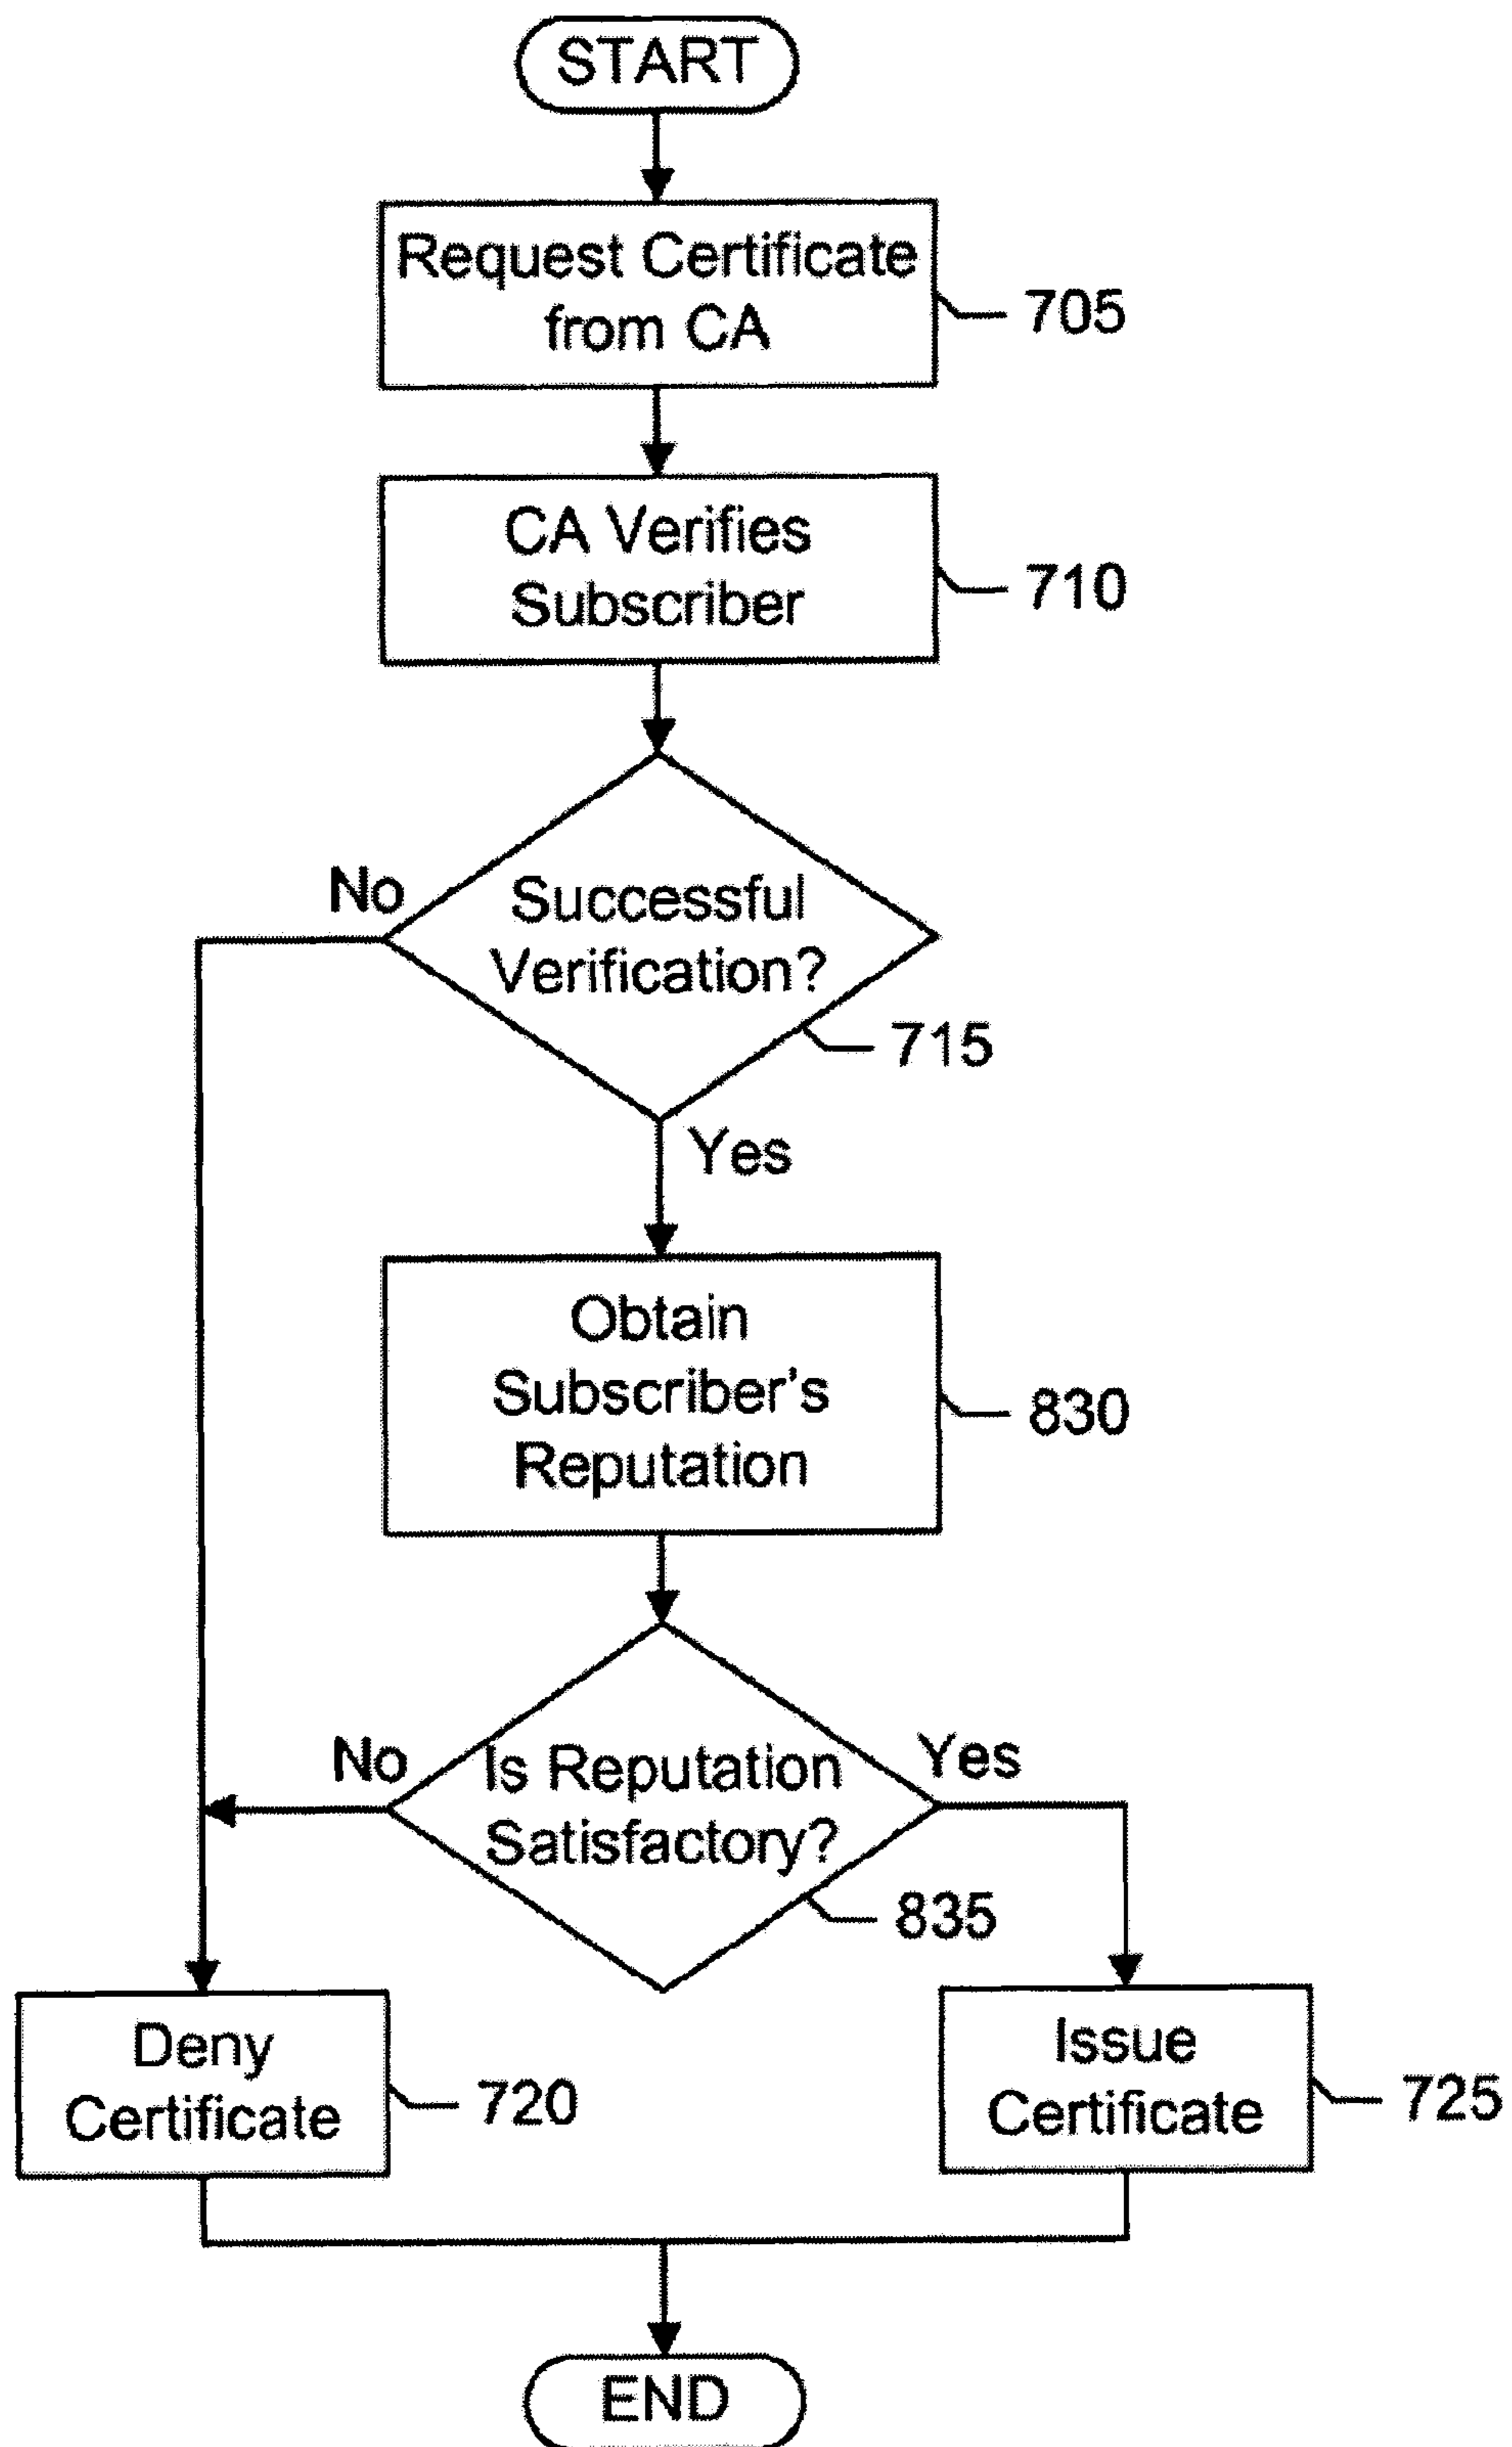 START
Request Certificate
from CA
705
CA Verifies
Subscriber
710
No
Successful
Verification?
715
Yes
Obtain
Subscriber's
Reputation
830
No
Is Reputation
Satisfactory?
Yes
835
Deny
Certificate
720
Issue
Certificate
725
END